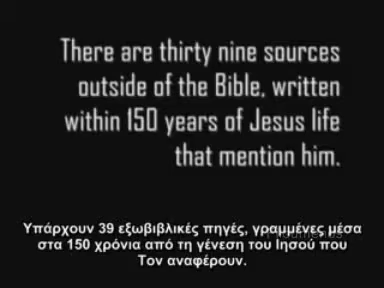 There are thirty nine sources
outside of the Bible, written
within 150 years of Jesus life
that mention him.
Υπάρχουν 39 εξωβιβλικές πηγές, γραμμένες μέσα
στα 150 χρόνια από τη γένεση του Ιησού που
Τον αναφέρουν.